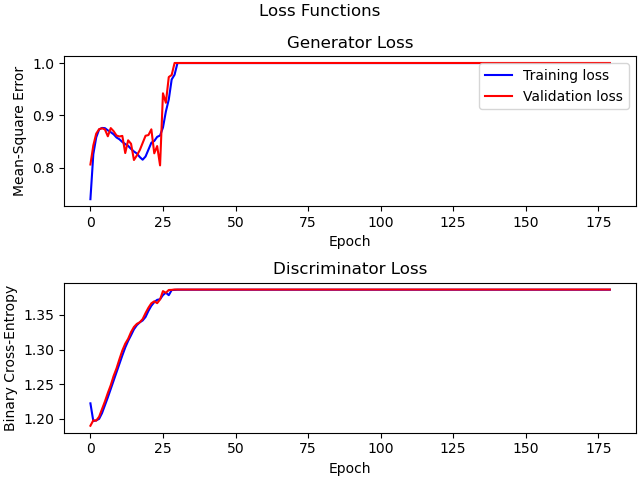 Loss Functions
Generator Loss
Mean-Square Error
1.0
0.9
0.8
Training loss
Validation loss
0 25 50 75 100 125 150 175
Epoch
Discriminator Loss
Binary Cross-Entropy
1.35
1.30
1.25
1.20
0 25 50 75 100 125 150 175
Epoch